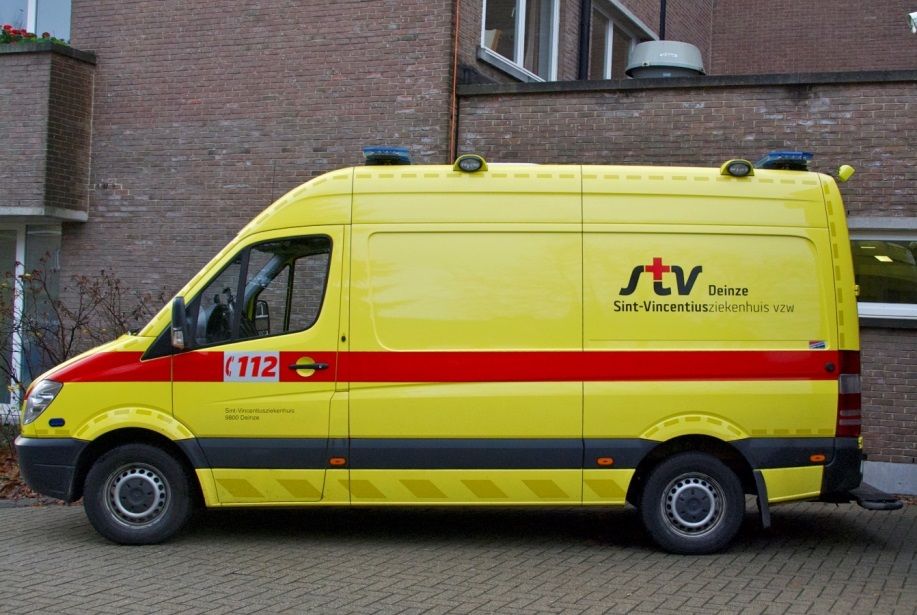 stv Deinze
Sint-Vincentiusziekenhuis vzw
112
Sint-Vincentiusziekenhuis
9800 Deinze